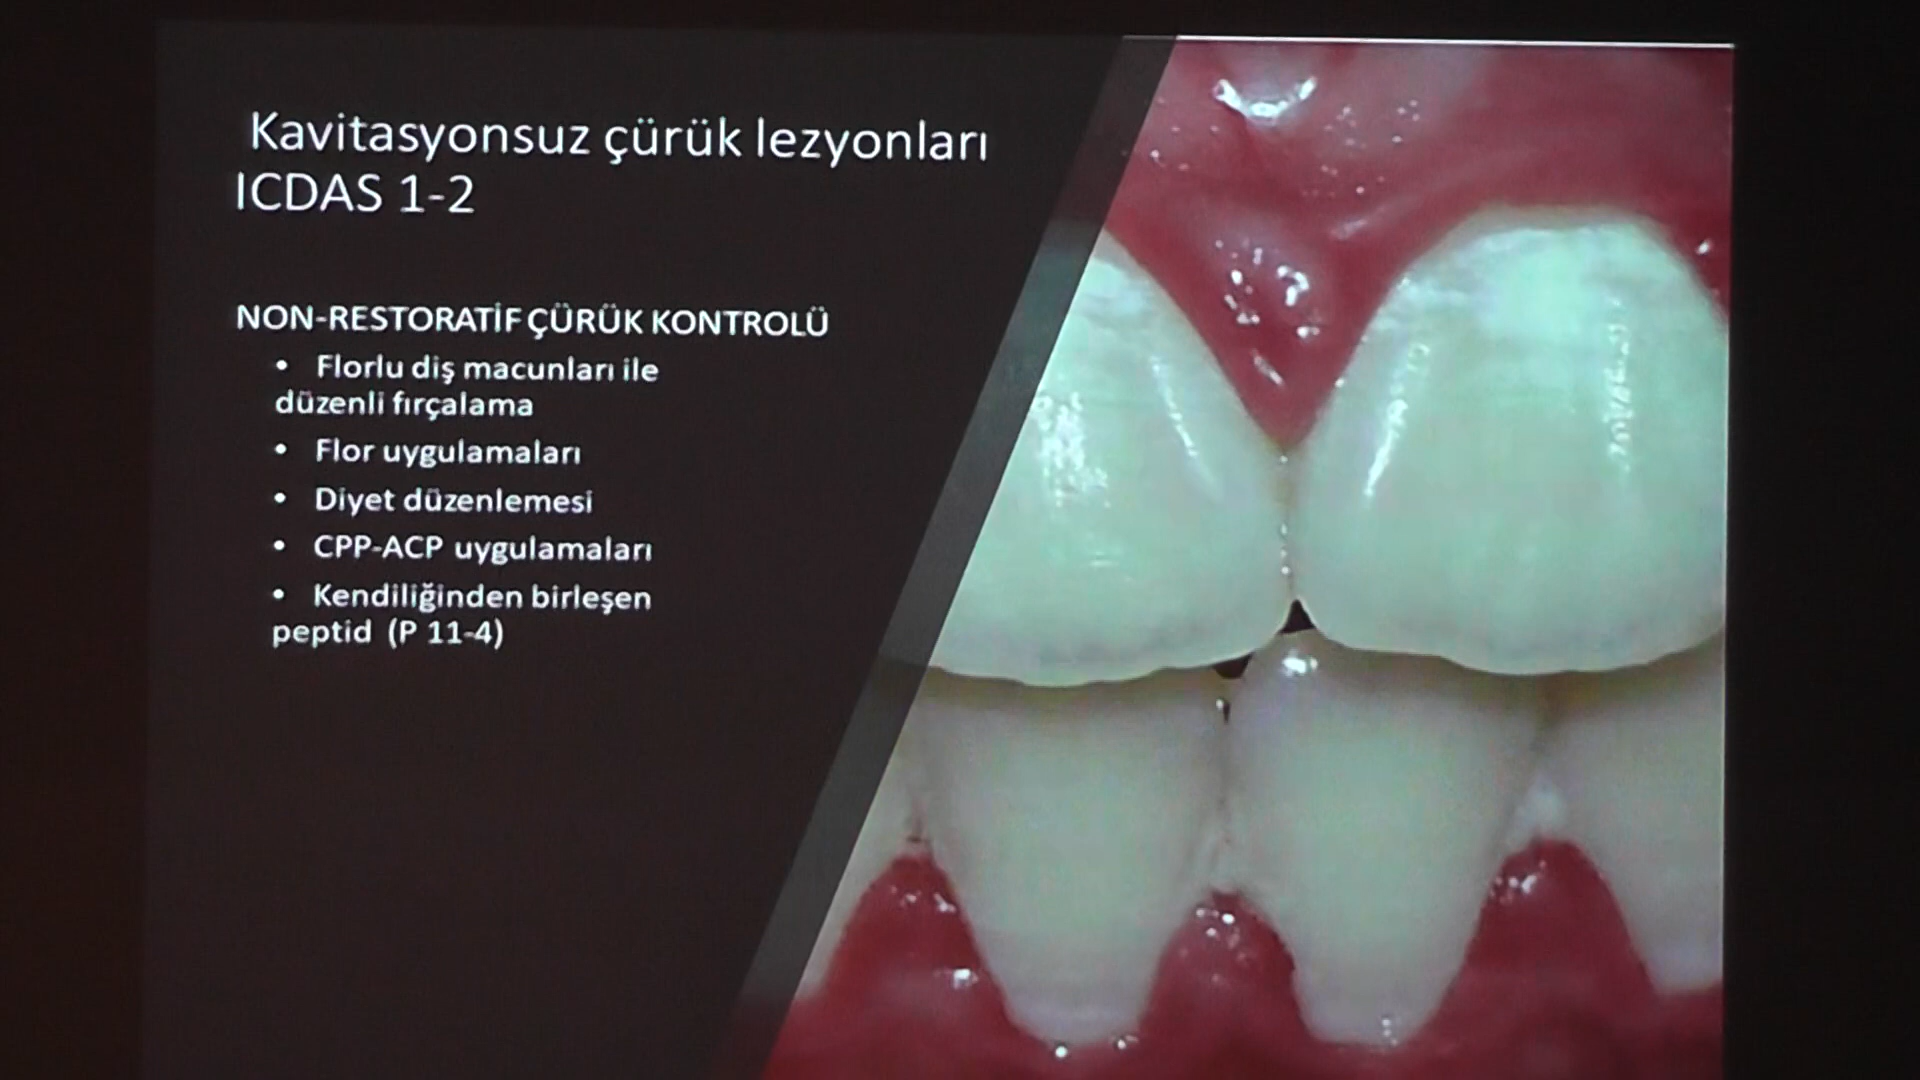 Kavitasyonsuz çürük lezyonları
ICDAS 1-2
NON-RESTORATİF ÇÜRÜK KONTROLÜ
• Florlu diş macunları ile
düzenli fırçalama
• Flor uygulamaları
• Diyet düzenlemesi
• CPP-ACP uygulamaları
• Kendiliğinden birleşen
peptid (P 11-4)